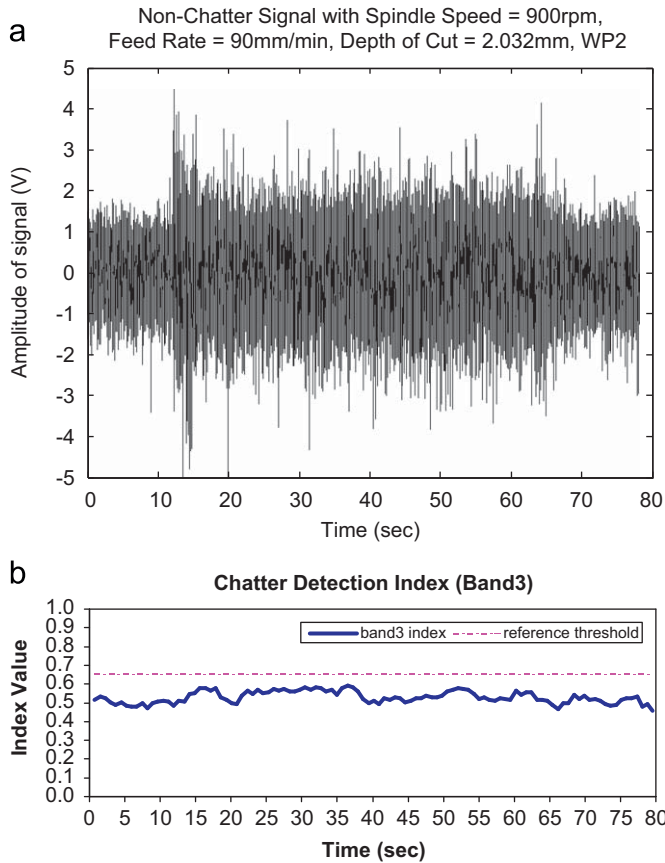 a
Non-Chatter Signal with Spindle Speed = 900rpm,
Feed Rate = 90mm/min, Depth of Cut = 2.032mm, WP2
5
4
3
2
1
0
-1
-2
-3
-4
-5
Amplitude of signal (V)
0 10 20 30 40 50 60 70 80
Time (sec)
b
Chatter Detection Index (Band3)
band3 index reference threshold
1.0
0.9
0.8
0.7
0.6
0.5
0.4
0.3
0.2
0.1
0.0
Index Value
0 5 10 15 20 25 30 35 40 45 50 55 60 65 70 75 80
Time (sec)